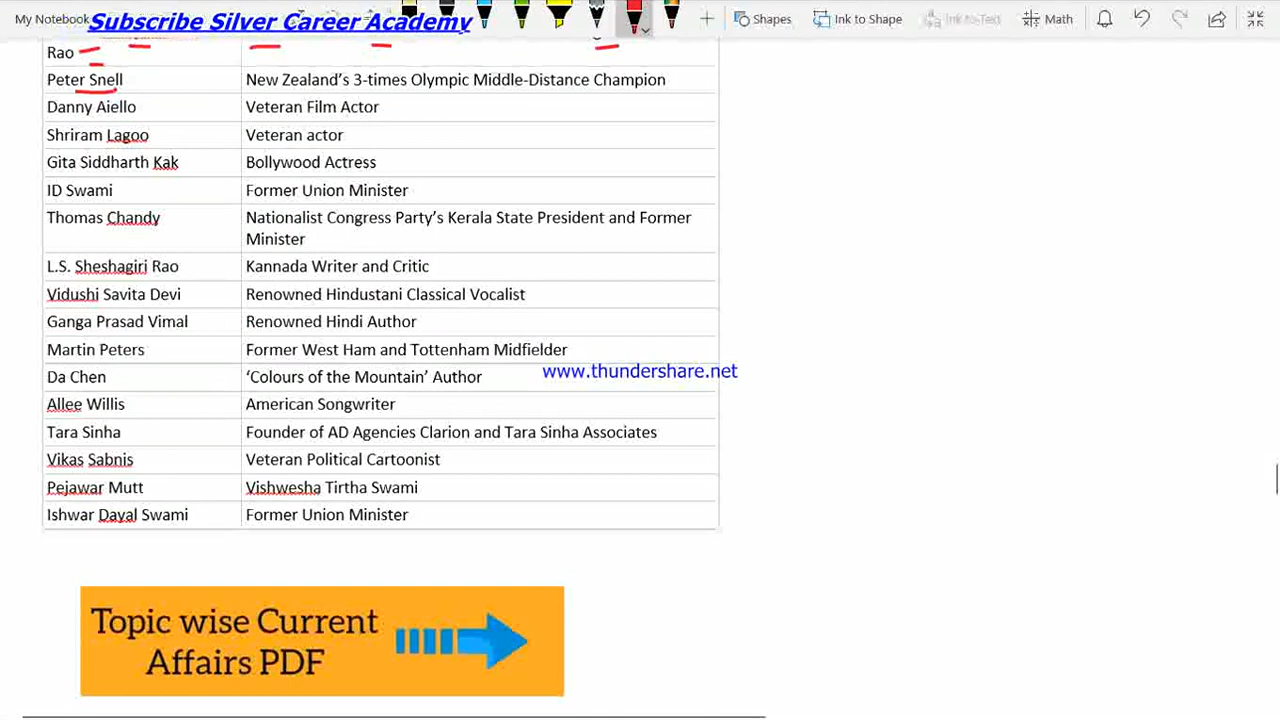 My Notebook
Subscribe Silver Career Academy
Shapes
Ink to Shape
Ink to Text
Math
Rao
Peter Snell New Zealand’s 3-times Olympic Middle-Distance Champion
Danny Aiello Veteran Film Actor
Shriram Lagoo Veteran actor
Gita Siddharth Kak Bollywood Actress
ID Swami Former Union Minister
Thomas Chandy Nationalist Congress Party’s Kerala State President and Former
Minister
L.S. Sheshagiri Rao Kannada Writer and Critic
Vidushi Savita Devi Renowned Hindustani Classical Vocalist
Ganga Prasad Vimal Renowned Hindi Author
Martin Peters Former West Ham and Tottenham Midfielder
www.thundershare.net
Da Chen ‘Colours of the Mountain’ Author
Allee Willis American Songwriter
Tara Sinha Founder of AD Agencies Clarion and Tara Sinha Associates
Vikas Sabnis Veteran Political Cartoonist
Pejawar Mutt Vishwesha Tirtha Swami
Ishwar Dayal Swami Former Union Minister
Topic wise Current
Affairs PDF